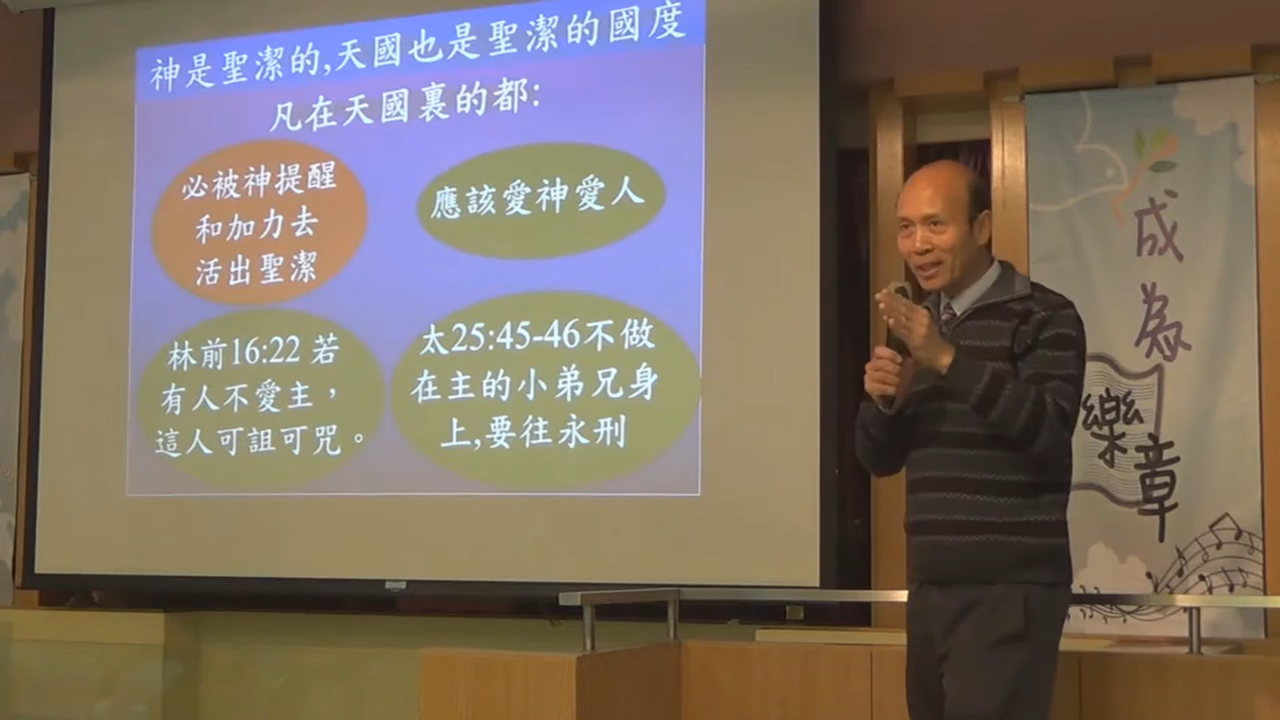 神是聖潔的,天國也是聖潔的國度
凡在天國裏的都:
必被神提醒
和加力去
活出聖潔
應該愛神愛人
林前16:22 若
有人不愛主，
這人可詛可咒。
太25:45-46不做
在主的小弟兄身
上,要往永刑
成為
樂章